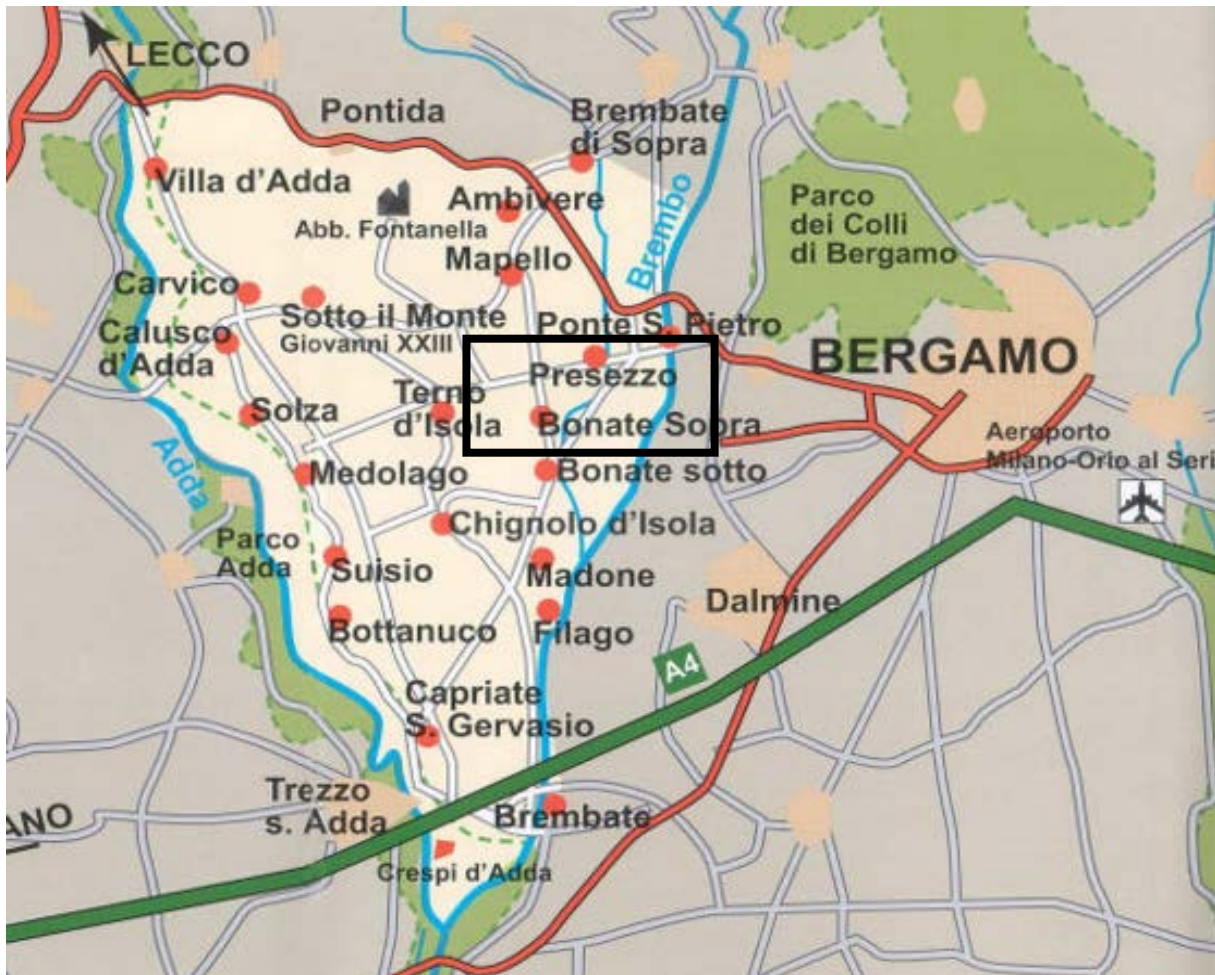 LECCO
Pontida
Brembate
di Sopra
Villa d'Adda
Ambivere
Abb. Fontanella
Brembo
Parco
dei Colli
di Bergamo
Mapello
Carvico
Sotto il Monte
Giovanni XXIII
Calusco
d'Adda
Ponte S. Pietro
BERGAMO
Presezzo
Terno
d'Isola
Solza
Bonate Sopra
Aeroporto
Milano-Orio al Seri
Adda
Medolago
Bonate sotto
Chignolo d'Isola
Parco
Adda
Suisio
Madone
Dalmine
Bottanuco
Filago
A4
Capriate
S. Gervasio
Trezzo
s. Adda
ANO
Brembate
Crespi d'Adda